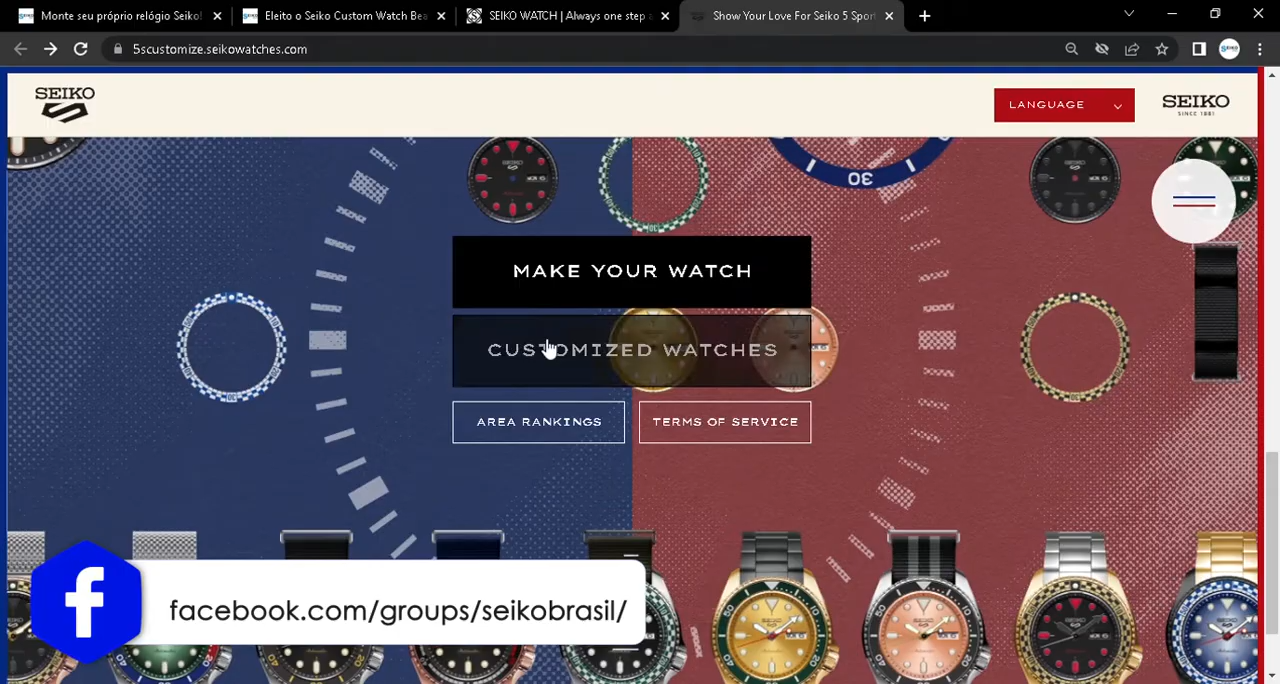 Monte seu próprio relógio Seiko!
Eleito o Seiko Custom Watch Bea
SEIKO WATCH | Always one step a
Show Your Love For Seiko 5 Sport
5scustomize.seikowatches.com
SEIKO
LANGUAGE
SEIKO
SINCE 1881
30
MAKE YOUR WATCH
CUSTOMIZED WATCHES
AREA RANKINGS
TERMS OF SERVICE
f
facebook.com/groups/seikobrasil/